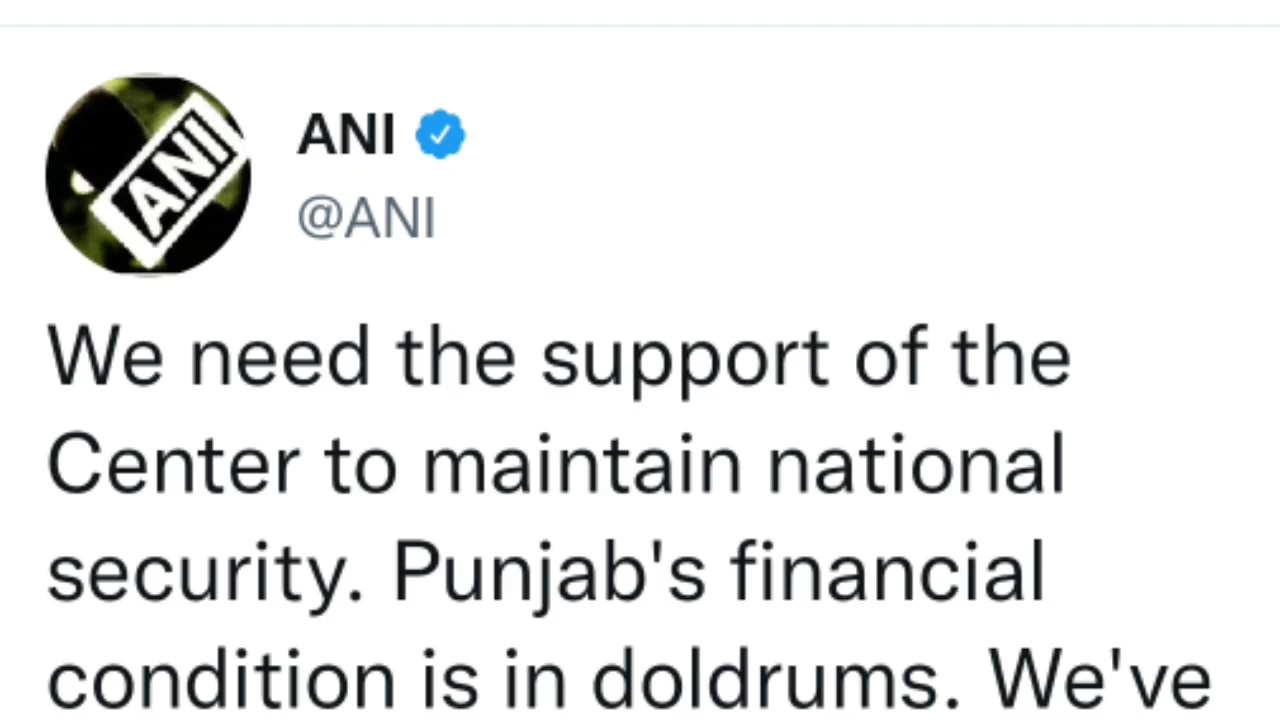 ANI
ANI
@ANI
We need the support of the
Center to maintain national
security. Punjab's financial
condition is in doldrums. We've